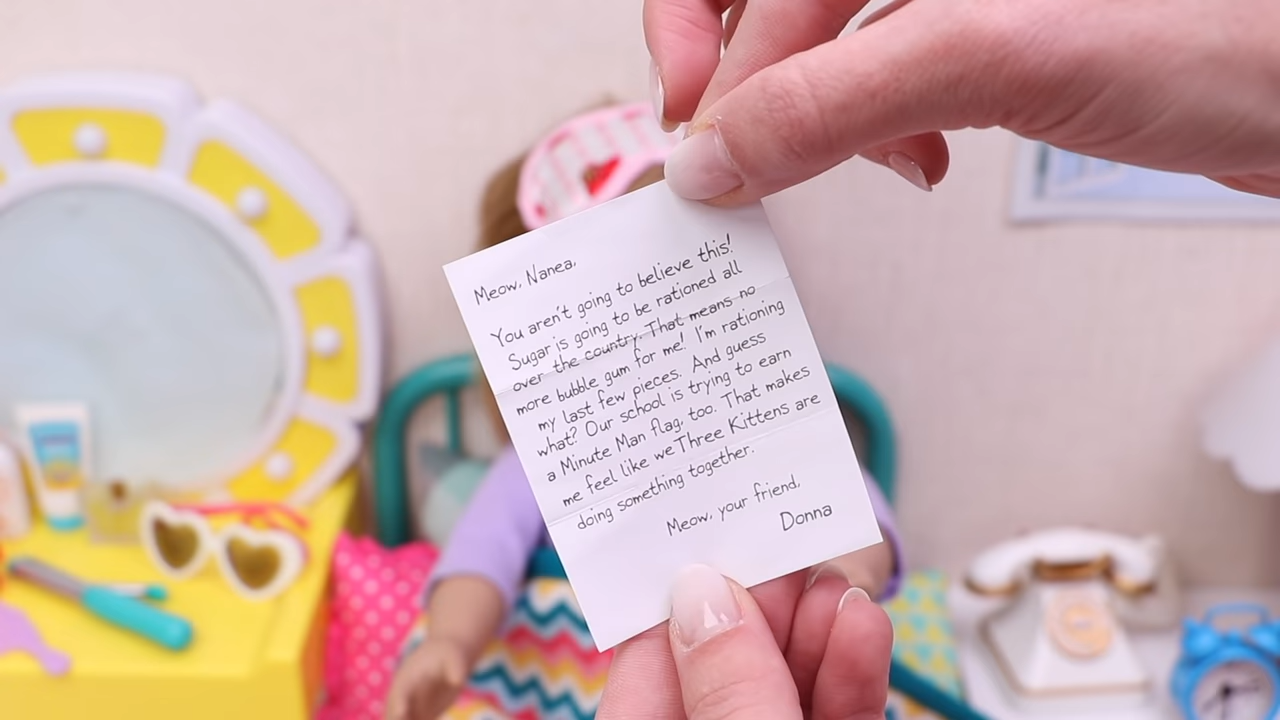 Meow, Nanea,
You aren't going to believe this!
Sugar is going to be rationed all
over the country. That means no
more bubble gum for me! I'm rationing
my last few pieces. And guess
what? Our school is trying to earn
a Minute Man flag, too. That makes
me feel like we Three Kittens are
doing something together.
Meow, your friend,
Donna